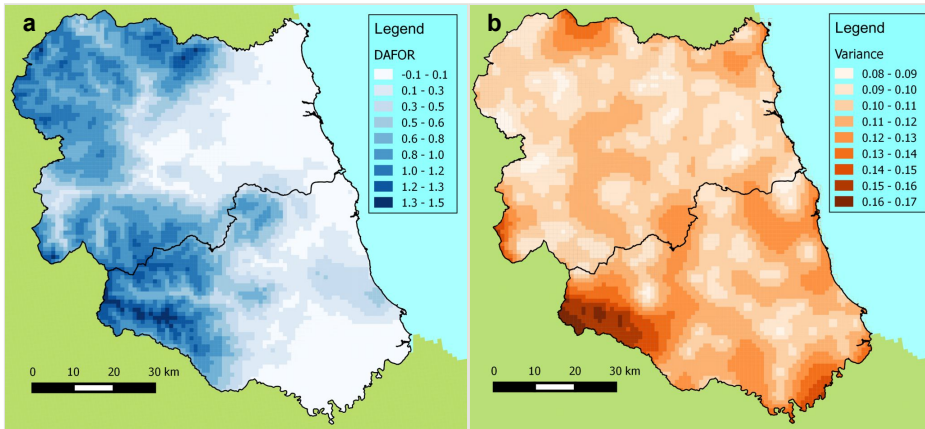 a
Legend
DAFOR
-0.1 - 0.1
0.1 - 0.3
0.3 - 0.5
0.5 - 0.6
0.6 - 0.8
0.8 - 1.0
1.0 - 1.2
1.2 - 1.3
1.3 - 1.5
0 10 20 30 km
b
Legend
Variance
0.08 - 0.09
0.09 - 0.10
0.10 - 0.11
0.11 - 0.12
0.12 - 0.13
0.13 - 0.14
0.14 - 0.15
0.15 - 0.16
0.16 - 0.17
0 10 20 30 km